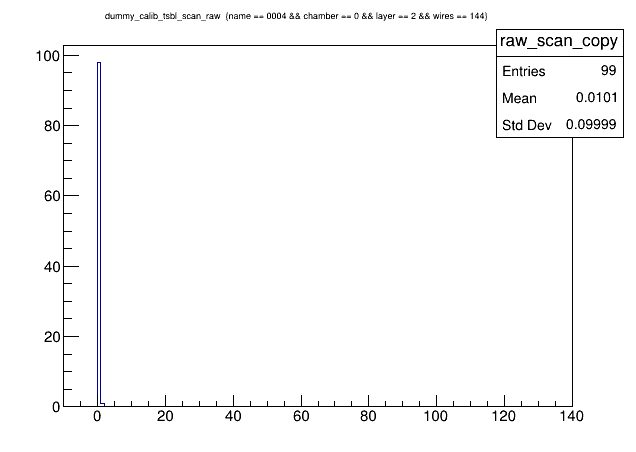 dummy_calib_tsbl_scan_raw (name == 0004 && chamber == 0 && layer == 2 && wires == 144)
raw_scan_copy
Entries 99
Mean 0.0101
Std Dev 0.09999
100
80
60
40
20
0
0 20 40 60 80 100 120 140